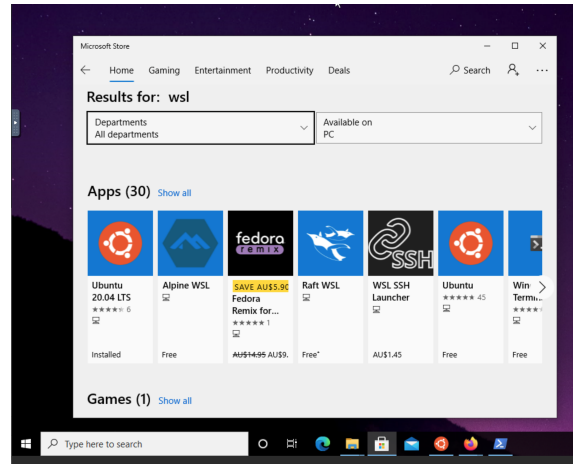 Microsoft Store
Home Gaming Entertainment Productivity Deals Search
Results for: wsl
Departments
All departments
Available on
PC
Apps (30) Show all
fedora
remix
SSH
Ubuntu
20.04 LTS
6
Installed
Alpine WSL
Free
SAVE AU$5.90
Fedora
Remix for...
1
AU$14.95 AU$9.
Raft WSL
Free*
WSL SSH
Launcher
AU$1.45
Ubuntu
45
Free
Free
Games (1) Show all
Type here to search